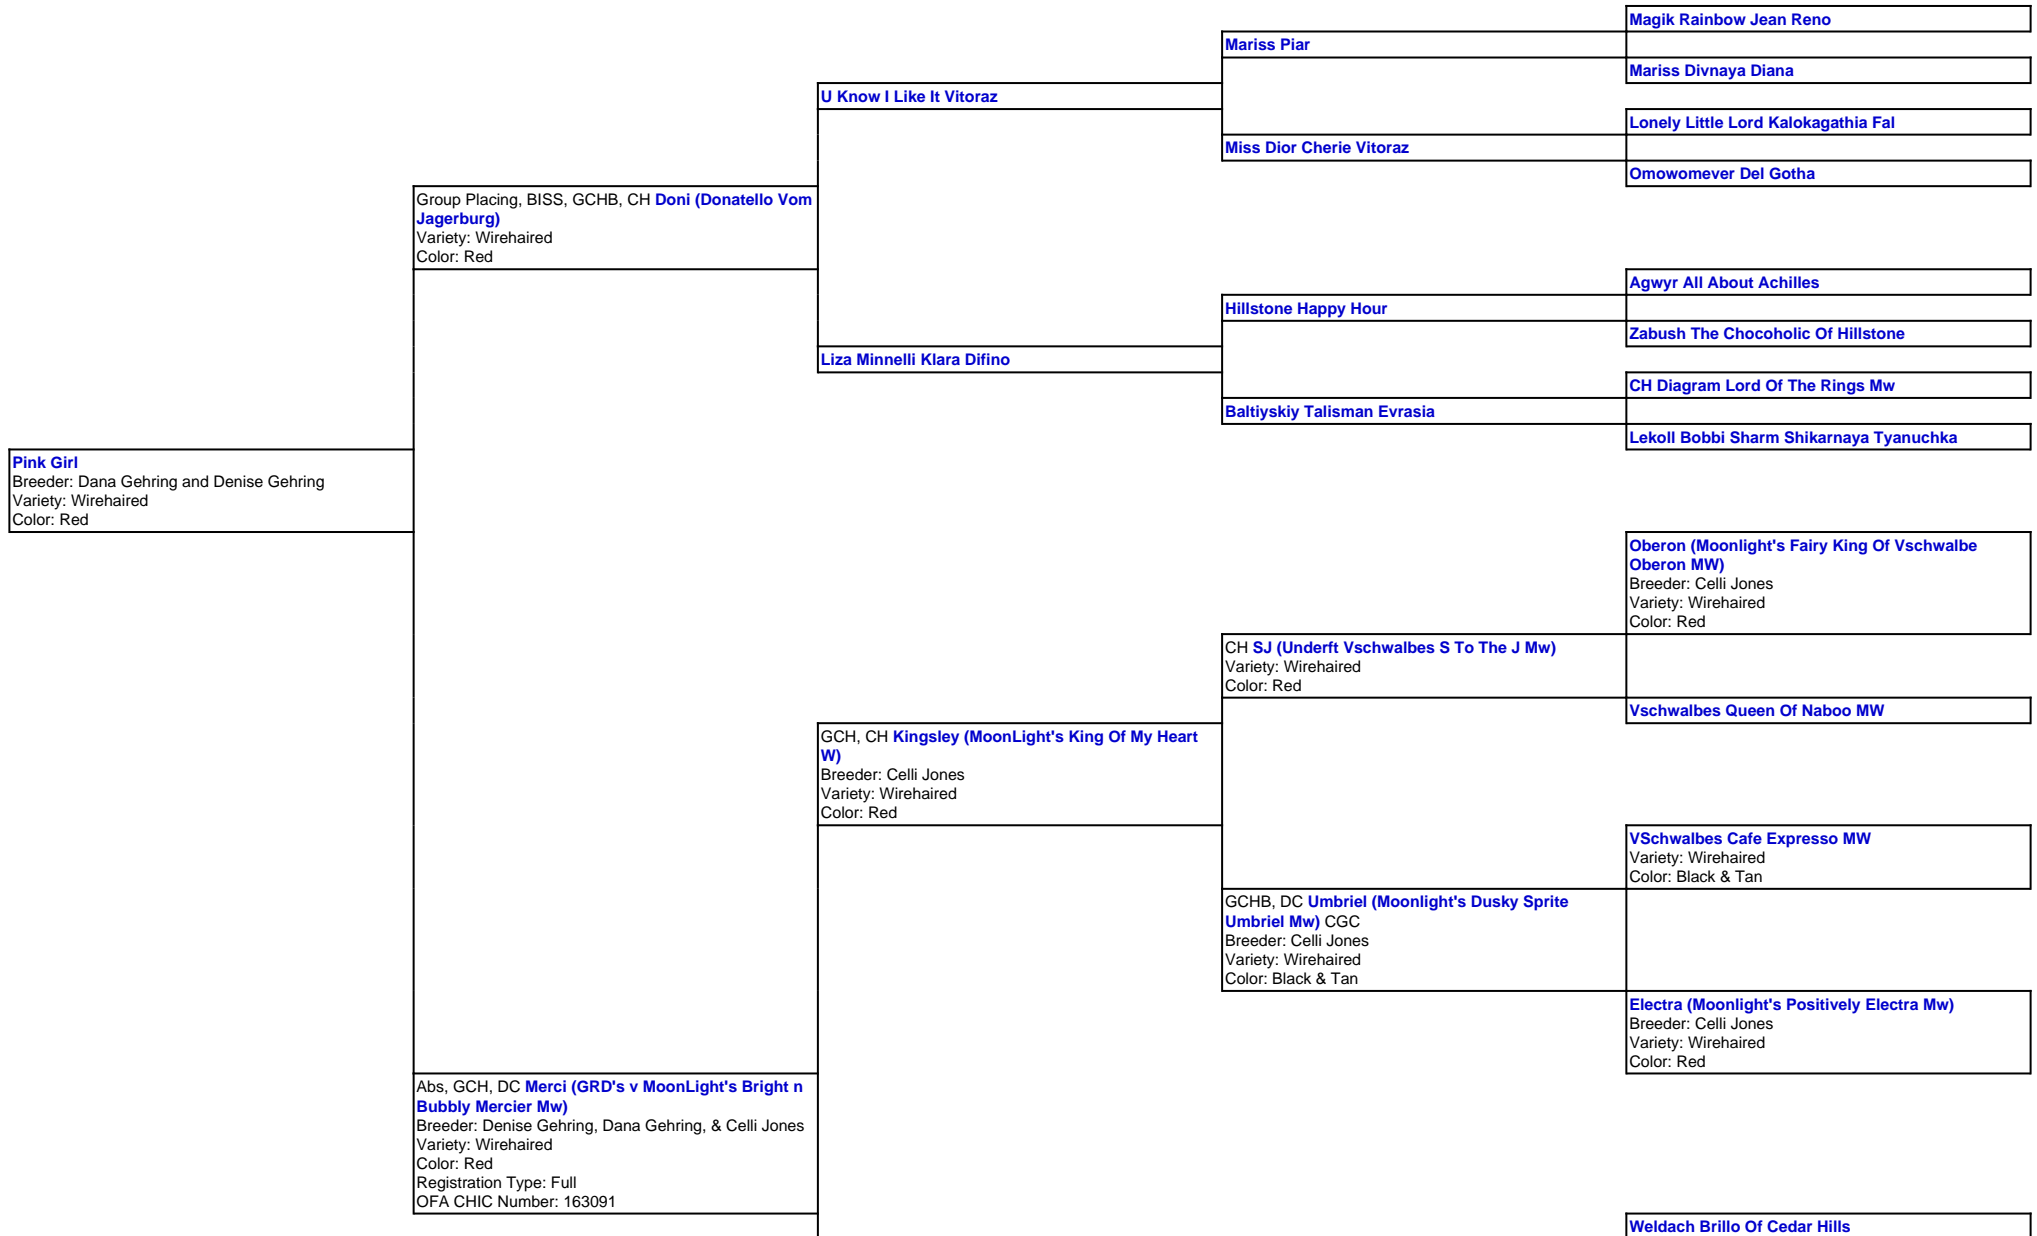 Magik Rainbow Jean Reno
Mariss Piar
Mariss Divnaya Diana
U Know I Like It Vitoraz
Lonely Little Lord Kalokagathia Fal
Miss Dior Cherie Vitoraz
Omowomever Del Gotha
Group Placing, BISS, GCHB, CH Doni (Donatello Vom
Jagerburg)
Variety: Wirehaired
Color: Red
Agwyr All About Achilles
Hillstone Happy Hour
Zabush The Chocoholic Of Hillstone
Liza Minnelli Klara Difino
CH Diagram Lord Of The Rings Mw
Baltiyskiy Talisman Evrasia
Lekoll Bobbi Sharm Shikarnaya Tyanuchka
Pink Girl
Breeder: Dana Gehring and Denise Gehring
Variety: Wirehaired
Color: Red
Oberon (Moonlight's Fairy King Of Vschwalbe
Oberon MW)
Breeder: Celli Jones
Variety: Wirehaired
Color: Red
CH SJ (Underft Vschwalbes S To The J Mw)
Variety: Wirehaired
Color: Red
Vschwalbes Queen Of Naboo MW
GCH, CH Kingsley (MoonLight's King Of My Heart
W)
Breeder: Celli Jones
Variety: Wirehaired
Color: Red
VSchwalbes Cafe Expresso MW
Variety: Wirehaired
Color: Black & Tan
GCHB, DC Umbriel (Moonlight's Dusky Sprite
Umbriel Mw) CGC
Breeder: Celli Jones
Variety: Wirehaired
Color: Black & Tan
Electra (Moonlight's Positively Electra Mw)
Breeder: Celli Jones
Variety: Wirehaired
Color: Red
Abs, GCH, DC Merci (GRD's v MoonLight's Bright n
Bubbly Mercier Mw)
Breeder: Denise Gehring, Dana Gehring, & Celli Jones
Variety: Wirehaired
Color: Red
Registration Type: Full
OFA CHIC Number: 163091
Weldach Brillo Of Cedar Hills